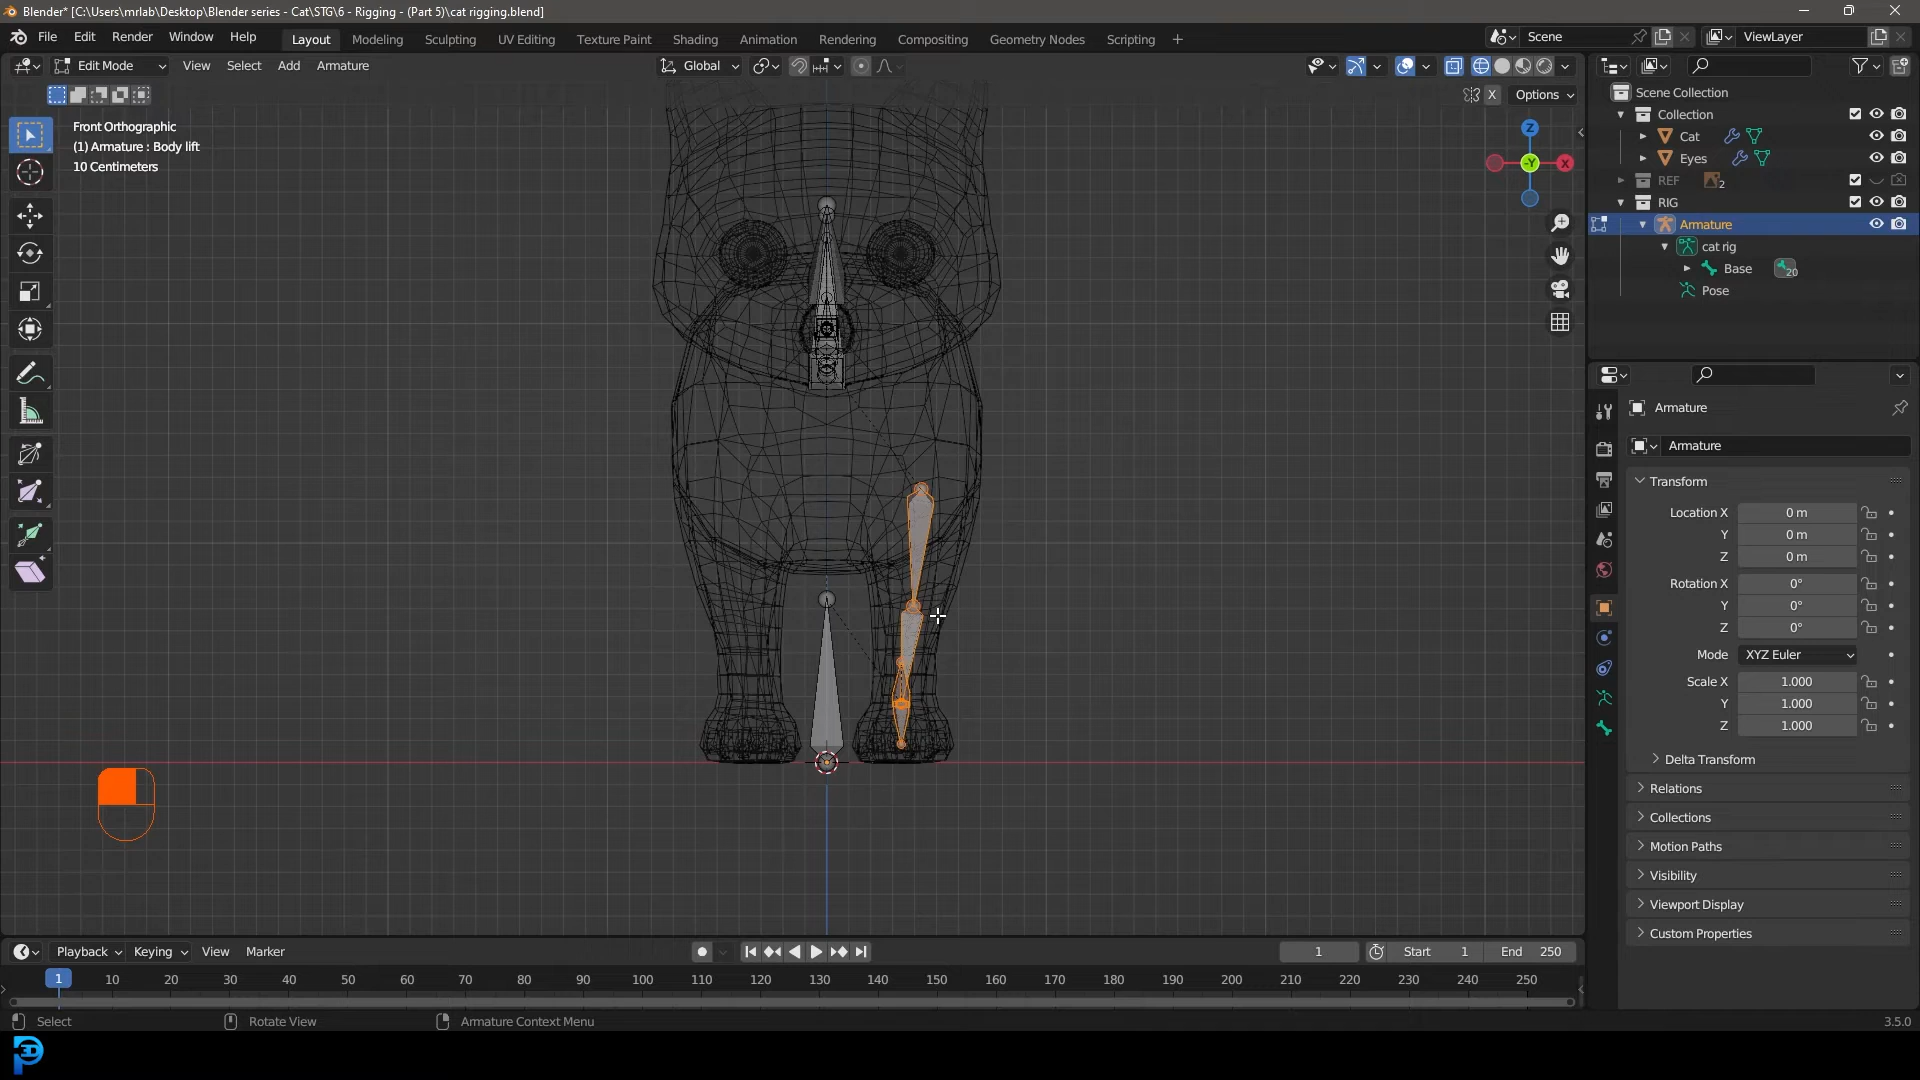 Blender* [C:\Users\mrlab\Desktop\Blender series - Cat\STG\6 - Rigging - (Part 5)\cat rigging.blend]
File Edit Render Window Help Layout Modeling Sculpting UV Editing Texture Paint Shading Animation Rendering Compositing Geometry Nodes Scripting + Scene ViewLayer
Edit Mode View Select Add Armature Global
X Options
Front Orthographic
(1) Armature : Body lift
10 Centimeters
Z
-Y
X
Scene Collection
Collection
Cat
Eyes
REF 2
RIG
Armature
cat rig
Base 20
Pose
Armature
Armature
Transform
Location X 0 m
Y 0 m
Z 0 m
Rotation X 0°
Y 0°
Z 0°
Mode XYZ Euler
Scale X 1.000
Y 1.000
Z 1.000
Delta Transform
Relations
Collections
Motion Paths
Visibility
Viewport Display
Custom Properties
Playback Keying View Marker 1 Start 1 End 250
1 10 20 30 40 50 60 70 80 90 100 110 120 130 140 150 160 170 180 190 200 210 220 230 240 250
Select Rotate View Armature Context Menu 3.5.0